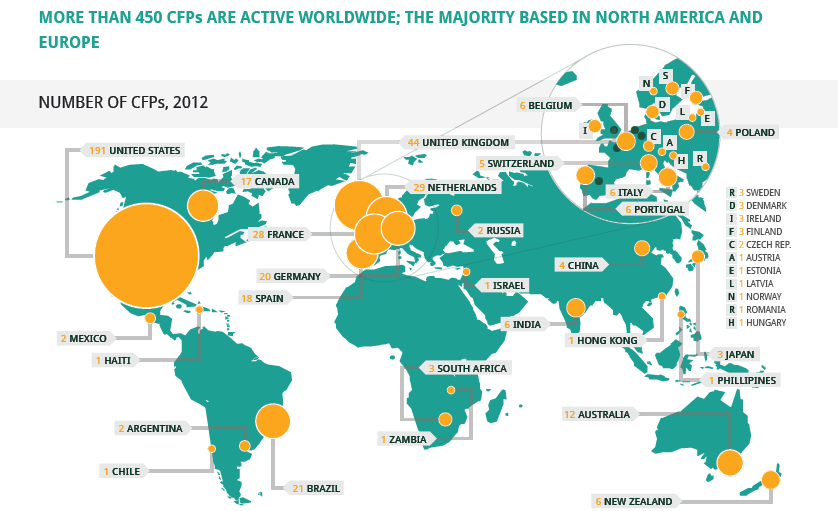 MORE THAN 450 CFPs ARE ACTIVE WORLDWIDE; THE MAJORITY BASED IN NORTH AMERICA AND
EUROPE
NUMBER OF CFPs, 2012
191 UNITED STATES
17 CANADA
2 MEXICO
1 HAITI
2 ARGENTINA
1 CHILE
21 BRAZIL
44 UNITED KINGDOM
29 NETHERLANDS
28 FRANCE
20 GERMANY
18 SPAIN
2 RUSSIA
1 ISRAEL
6 INDIA
3 SOUTH AFRICA
1 ZAMBIA
6 BELGIUM
5 SWITZERLAND
6 ITALY
6 PORTUGAL
4 POLAND
N
S
F
D
L
E
I
C
A
H
R
4 CHINA
1 HONG KONG
3 JAPAN
1 PHILLIPINES
12 AUSTRALIA
6 NEW ZEALAND
R 3 SWEDEN
D 3 DENMARK
I 3 IRELAND
F 3 FINLAND
C 2 CZECH REP.
A 1 AUSTRIA
E 1 ESTONIA
L 1 LATVIA
N 1 NORWAY
R 1 ROMANIA
H 1 HUNGARY